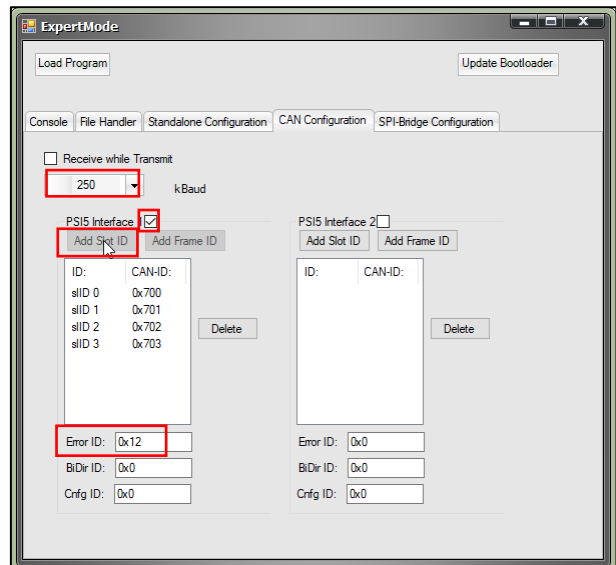 ExpertMode
Load Program
Update Bootloader
Console File Handler Standalone Configuration CAN Configuration SPI-Bridge Configuration
Receive while Transmit
250 kBaud
PSI5 Interface 1
Add Slot ID Add Frame ID
ID: CAN-ID:
slID 0 0x700
slID 1 0x701
slID 2 0x702
slID 3 0x703
Delete
Error ID: 0x12
BiDir ID: 0x0
Cnfg ID: 0x0
PSI5 Interface 2
Add Slot ID Add Frame ID
ID: CAN-ID:
Delete
Error ID: 0x0
BiDir ID: 0x0
Cnfg ID: 0x0